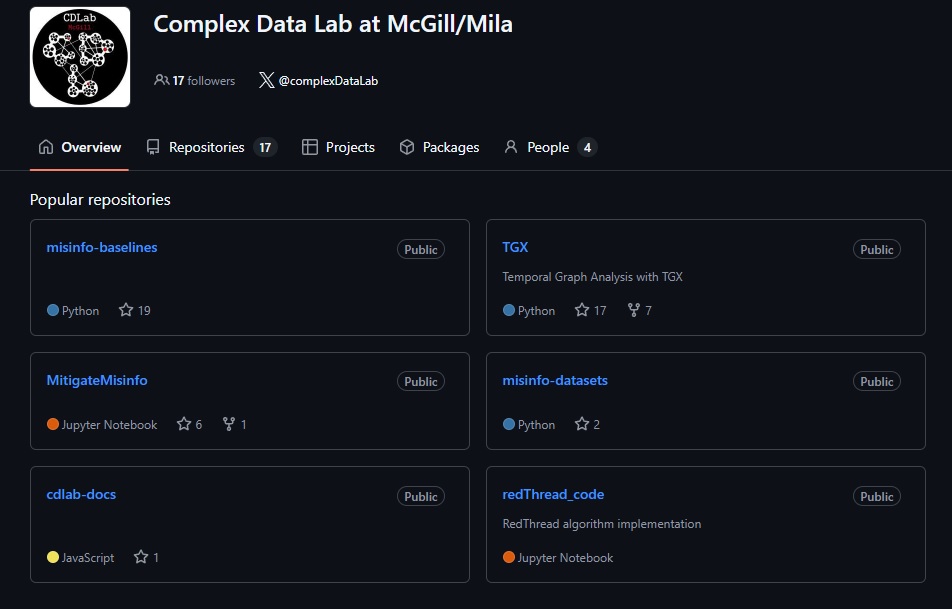 CDLab
McGill
Complex Data Lab at McGill/Mila
17 followers
@complexDataLab
Overview
Repositories 17
Projects
Packages
People 4
Popular repositories
misinfo-baselines
Public
Python
19
TGX
Public
Temporal Graph Analysis with TGX
Python
17
7
MitigateMisinfo
Public
Jupyter Notebook
6
1
misinfo-datasets
Public
Python
2
cdlab-docs
Public
JavaScript
1
redThread_code
Public
RedThread algorithm implementation
Jupyter Notebook